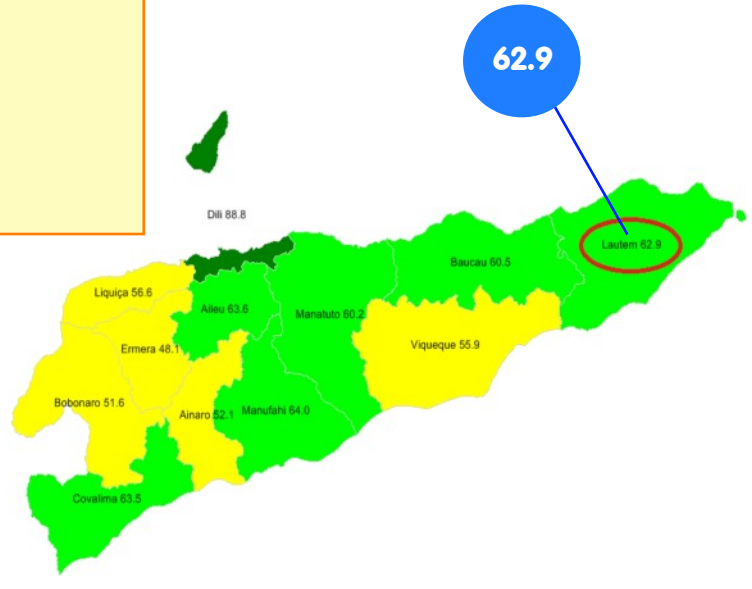 62.9
Dili 88.8
Lautem 62.9
Baucau 60.5
Liquiça 56.6
Aileu 63.6
Manatuto 60.2
Ermera 48.1
Viqueque 55.9
Bobonaro 51.6
Ainaro 52.1
Manufahi 64.0
Covalima 63.5